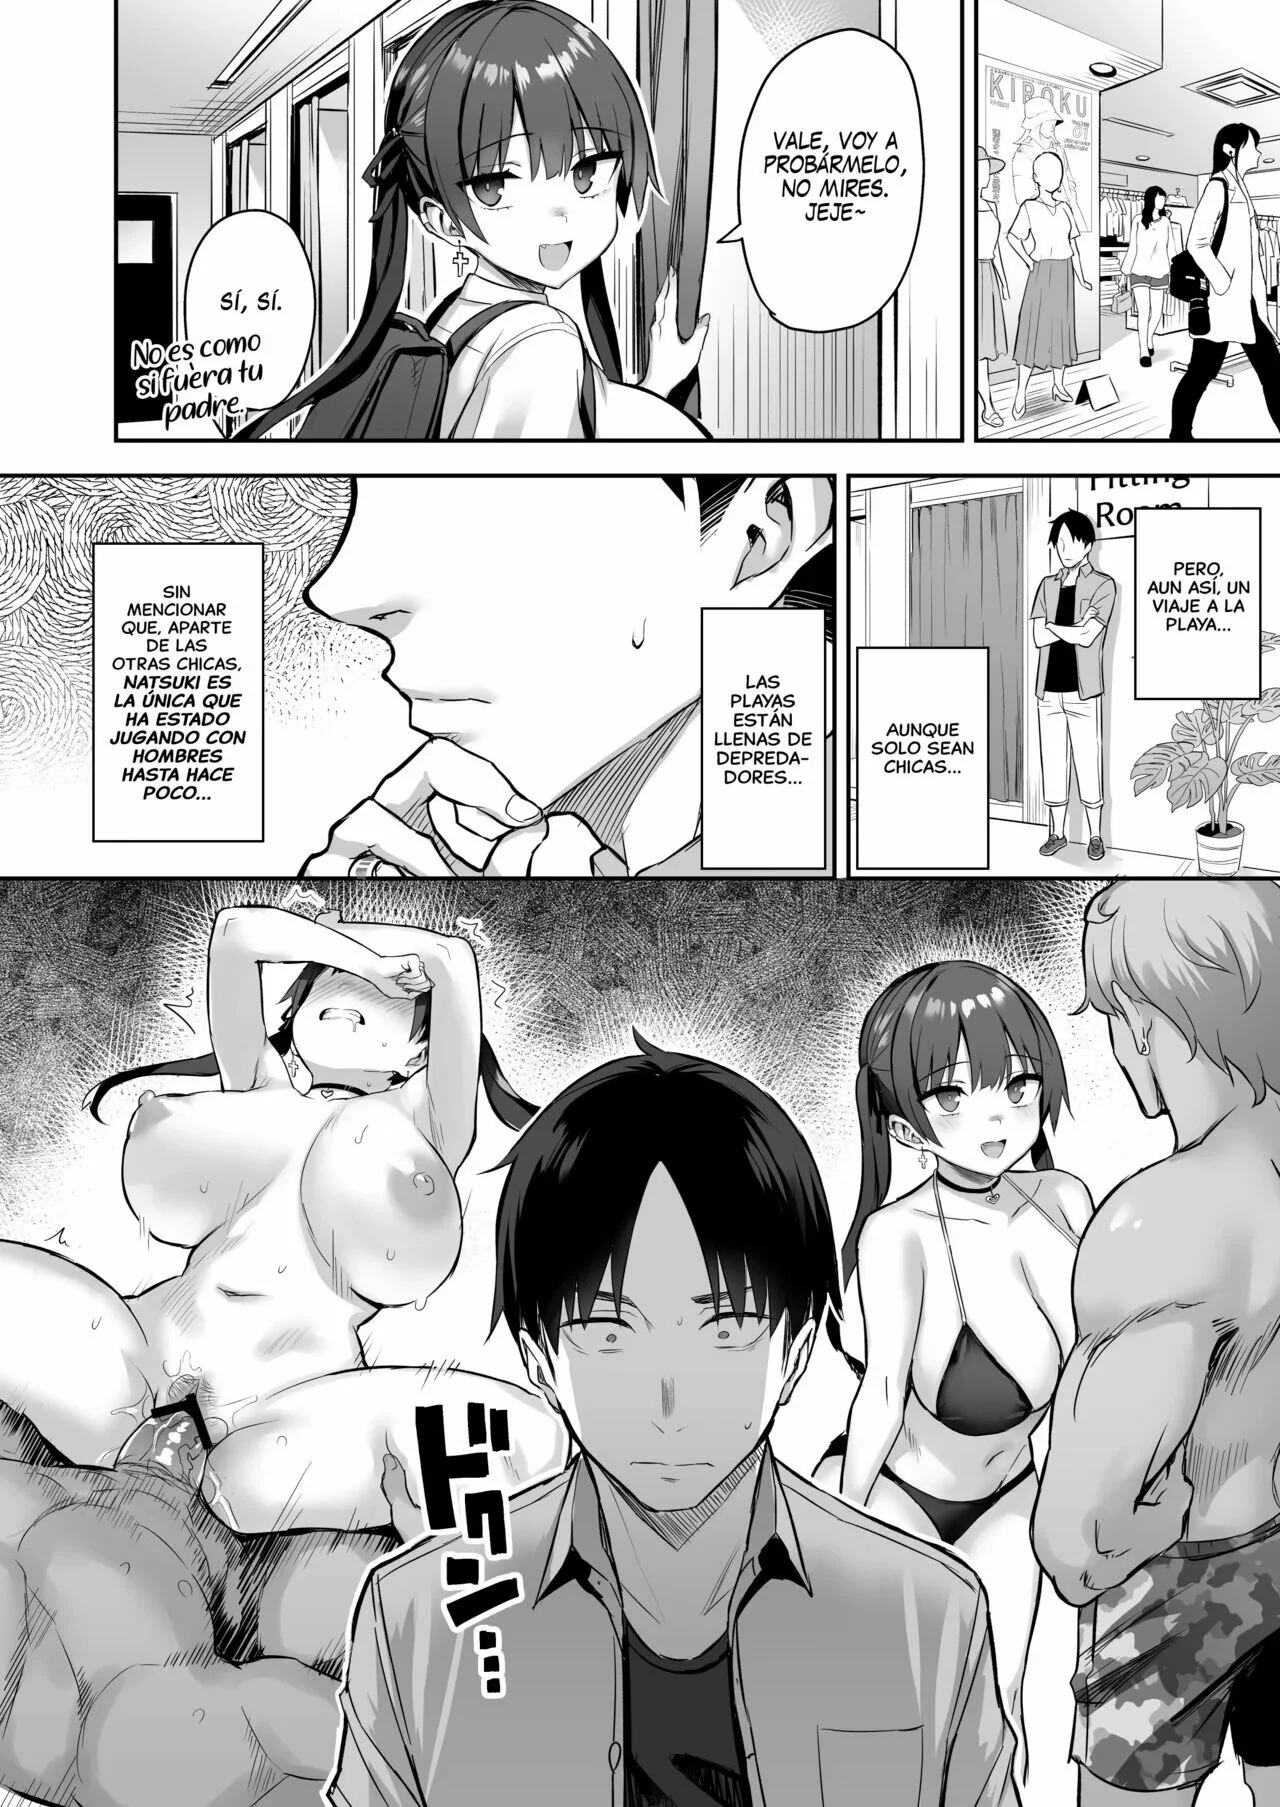 KIROKU
01
VALE, VOY A
PROBÁRMELO,
NO MIRES.
JEJE~
SÍ, SÍ.
No es como
si fuera tu
padre.
Fitting
Room
PERO,
AUN ASÍ, UN
VIAJE A LA
PLAYA...
AUNQUE
SOLO SEAN
CHICAS...
LAS
PLAYAS
ESTÁN
LLENAS DE
DEPREDA-
DORES...
SIN
MENCIONAR
QUE, APARTE
DE LAS
OTRAS CHICAS,
NATSUKI ES
LA ÚNICA QUE
HA ESTADO
JUGANDO CON
HOMBRES
HASTA HACE
POCO...
ドクン…